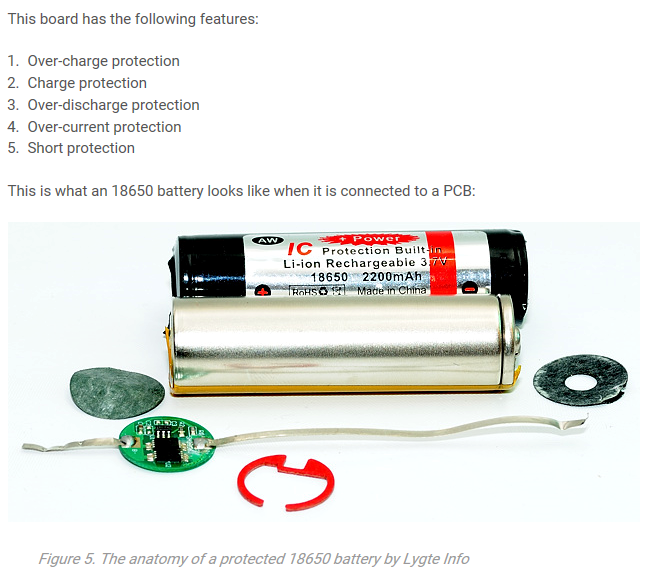 This board has the following features:
1. Over-charge protection
2. Charge protection
3. Over-discharge protection
4. Over-current protection
5. Short protection
This is what an 18650 battery looks like when it is connected to a PCB:
AW
+ Power
IC Protection Built-in
Li-ion Rechargeable 3.7V
18650 2200mAh
RoHS Made in China
Figure 5. The anatomy of a protected 18650 battery by Lygte Info